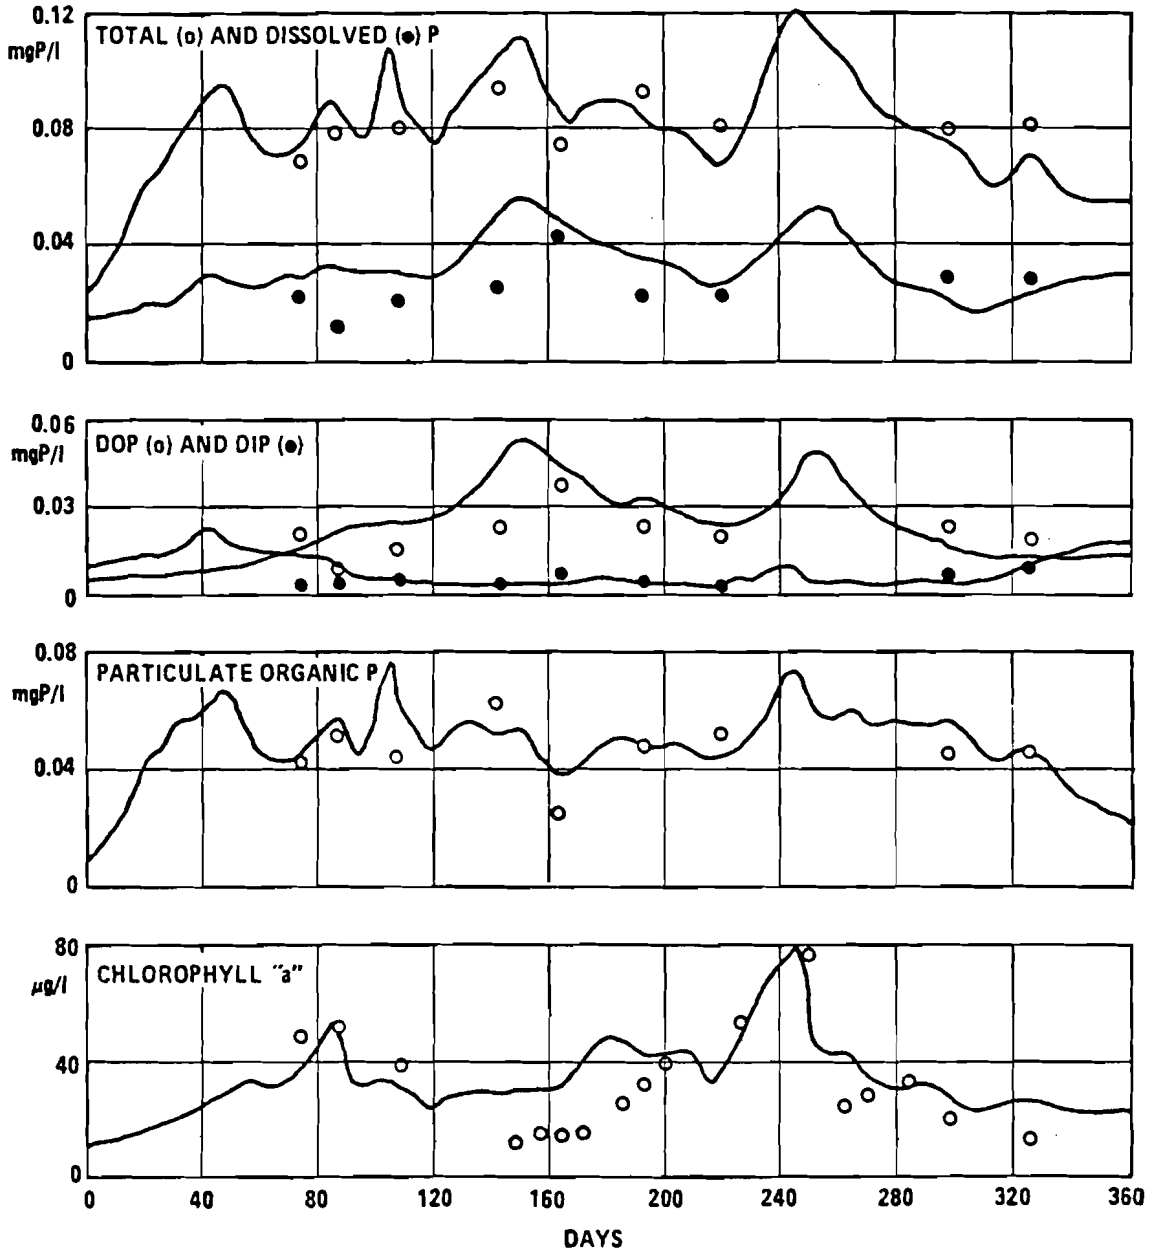 0.12
mgP/l
TOTAL (o) AND DISSOLVED (●) P
0.08
0.04
0
0.06
mgP/l
DOP (o) AND DIP (●)
0.03
0
0.08
mgP/l
PARTICULATE ORGANIC P
0.04
0
80
µg/l
CHLOROPHYLL "a"
40
0
0 40 80 120 160 200 240 280 320 360
DAYS